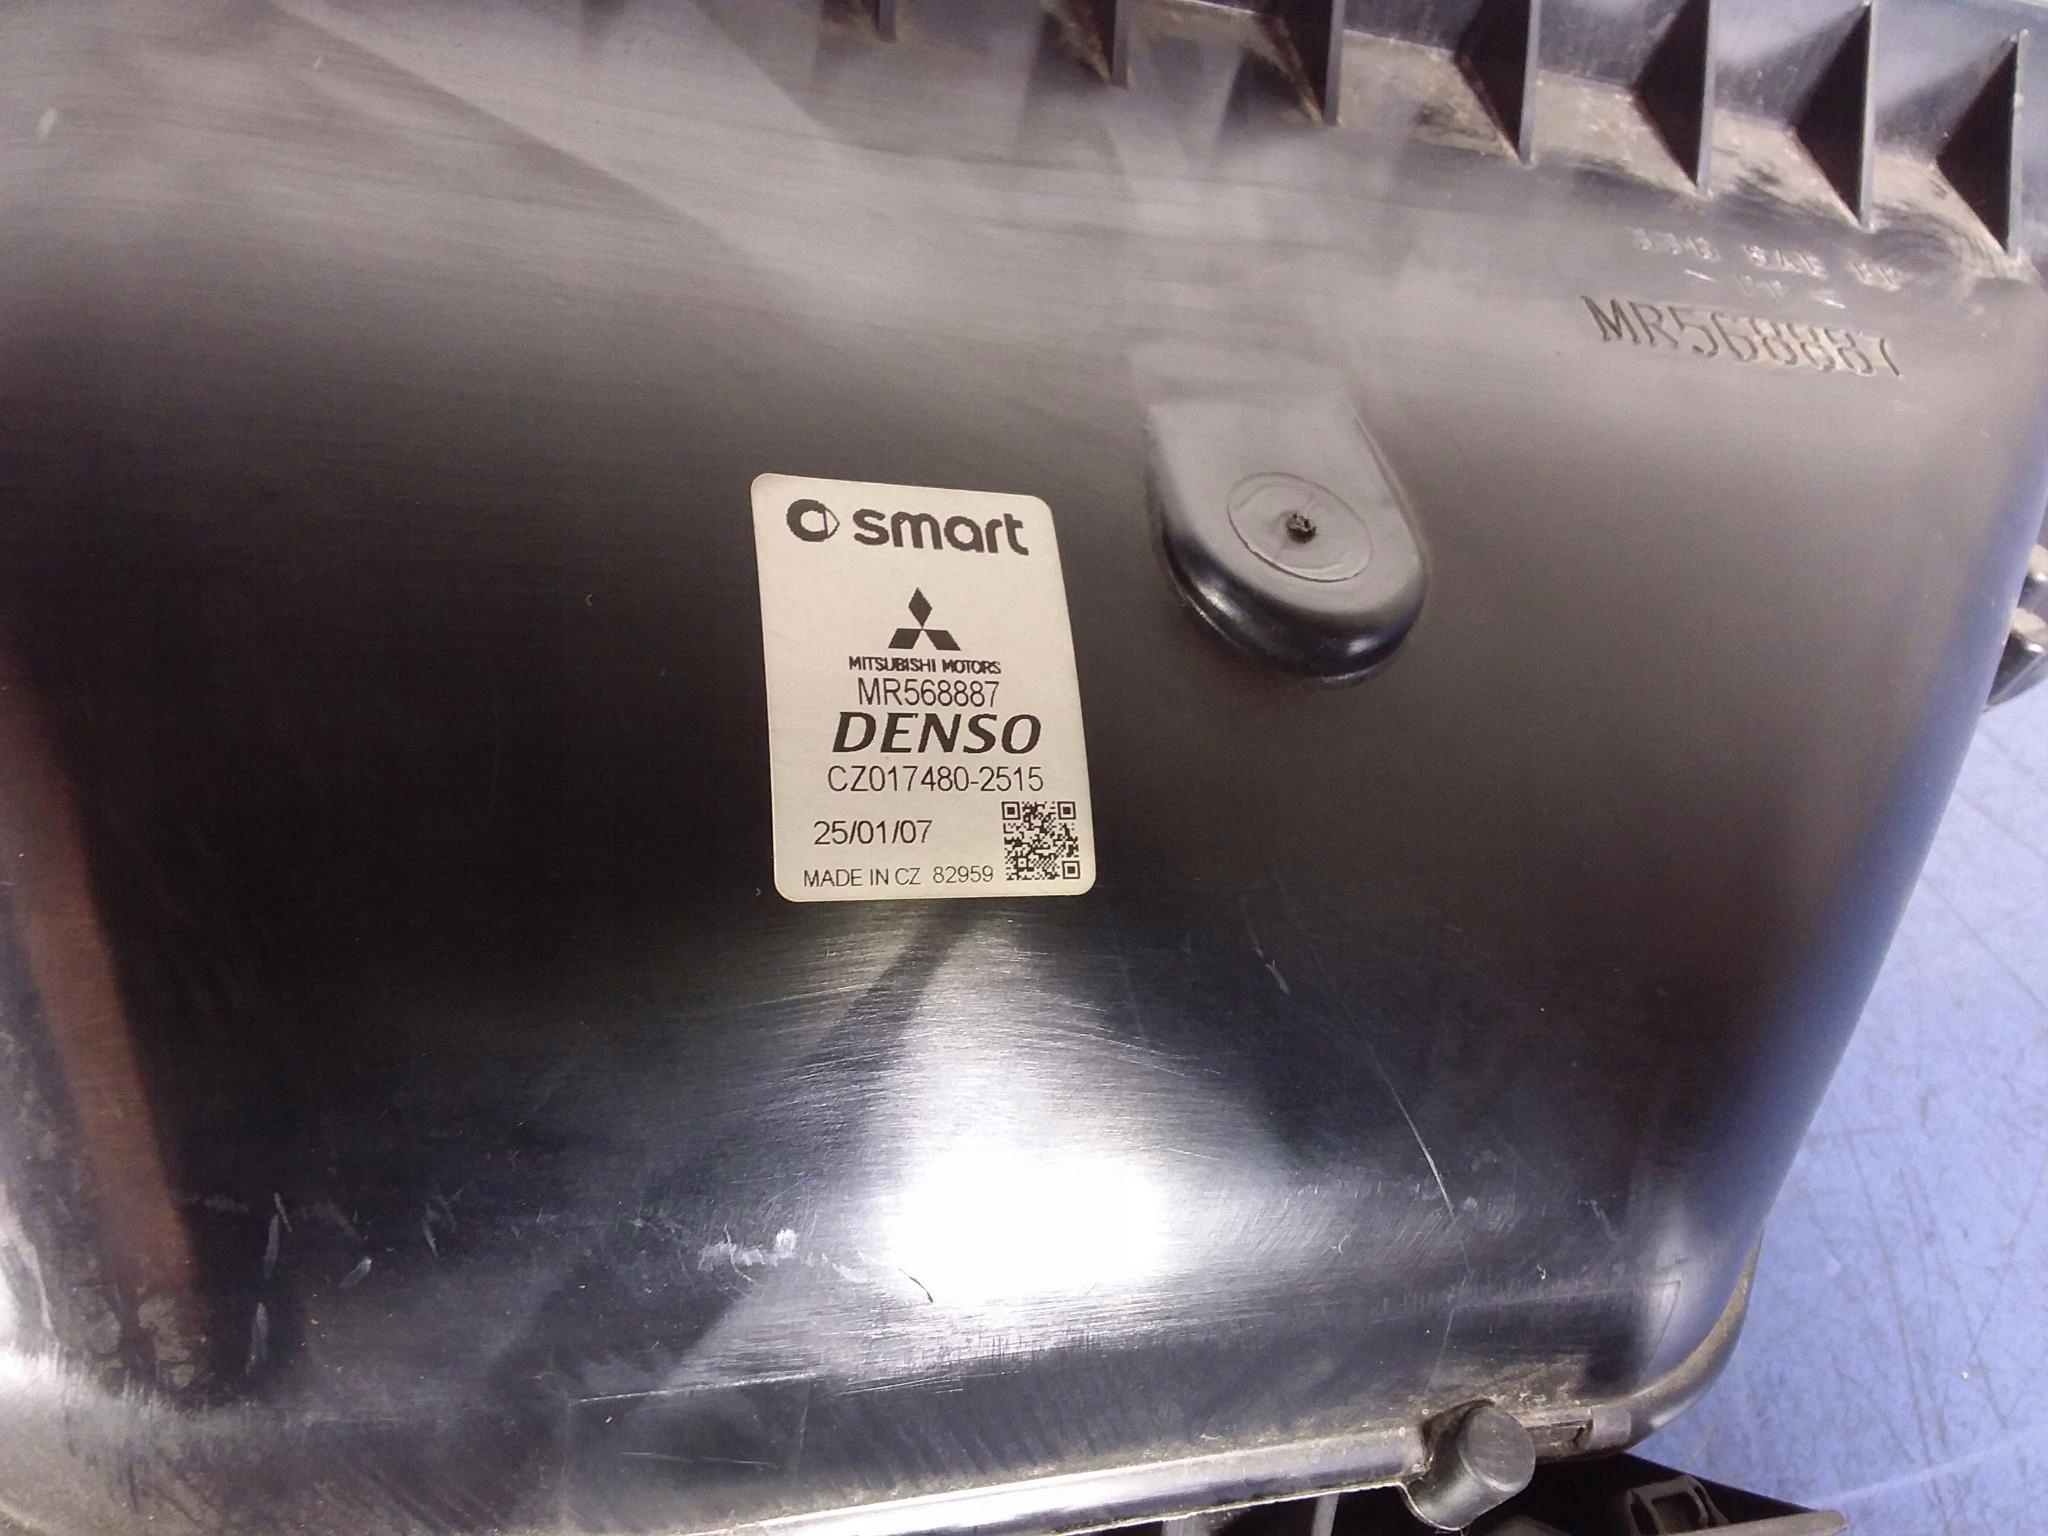 MR568887
smart
MITSUBISHI MOTORS
MR568887
DENSO
CZ017480-2515
25/01/07
MADE IN CZ 82959